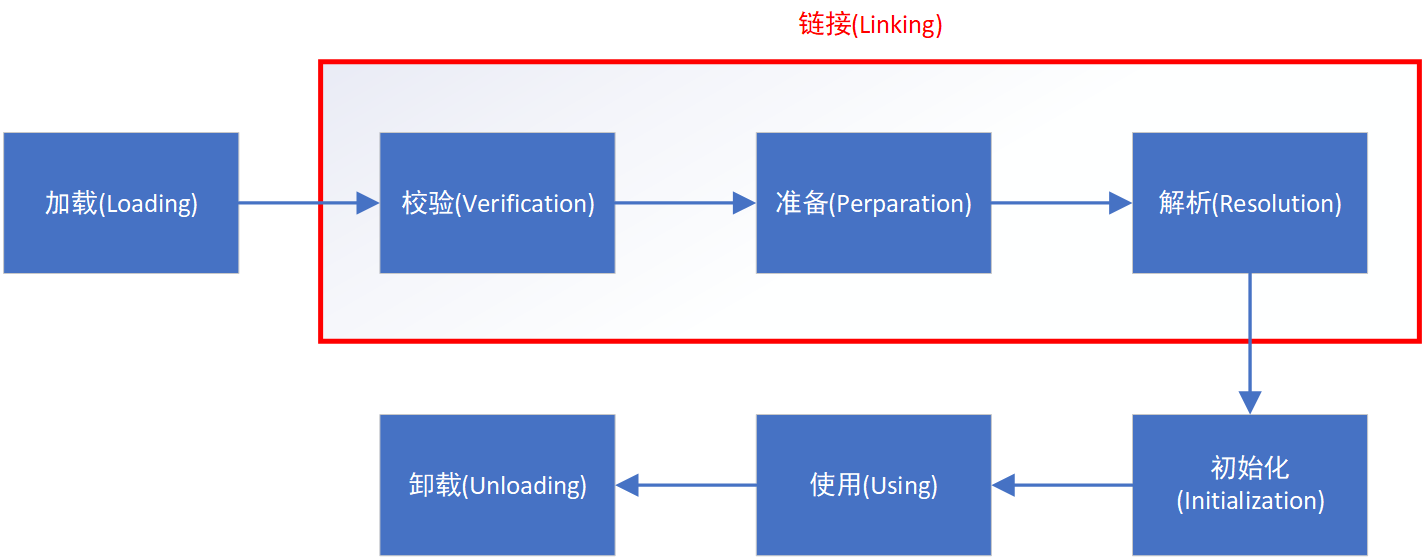 链接(Linking)
加载(Loading)
校验(Verification)
准备(Perparation)
解析(Resolution)
初始化
(Initialization)
使用(Using)
卸载(Unloading)